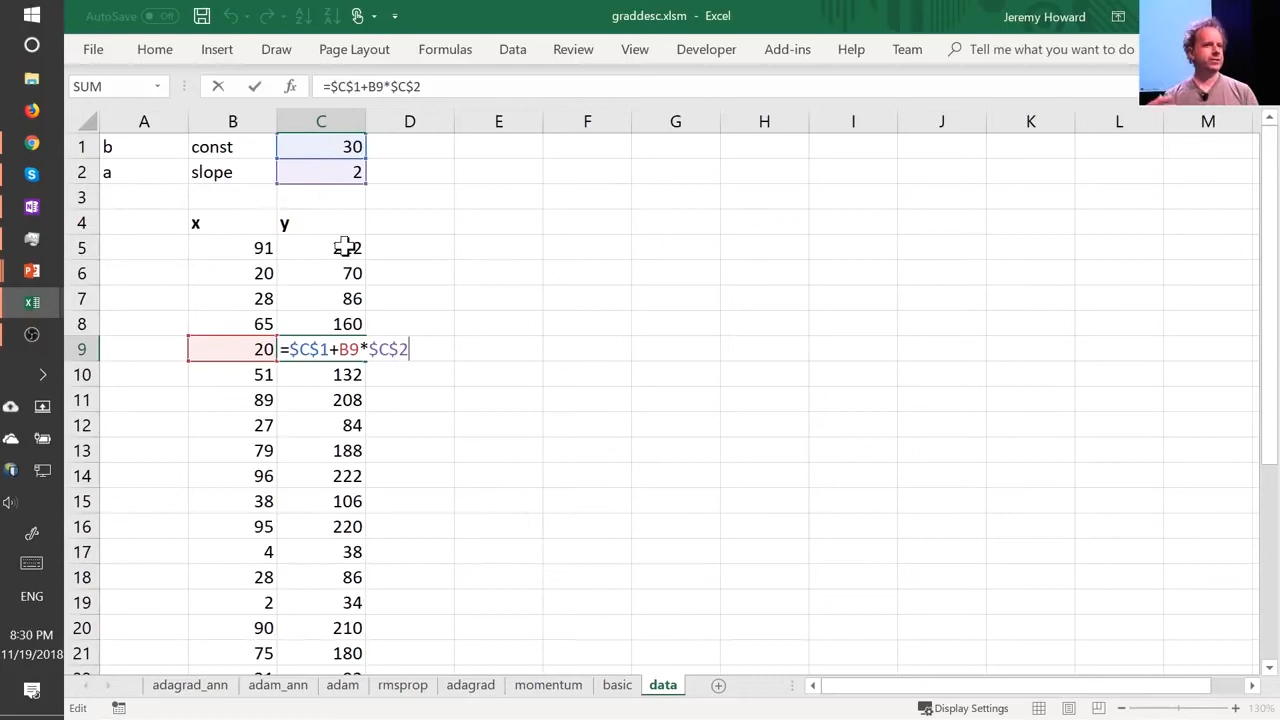 AutoSave Off graddesc.xlsm - Excel Jeremy Howard
File Home Insert Draw Page Layout Formulas Data Review View Developer Add-ins Help Team Tell me what you want to do
SUM fx =$C$1+B9*$C$2
A B C D E F G H I J K L M
1 b const 30
2 a slope 2
3
4 x y
5 91
6 20 70
7 28 86
8 65 160
9 20 =$C$1+B9*$C$2
10 51 132
11 89 208
12 27 84
13 79 188
14 96 222
15 38 106
16 95 220
17 4 38
18 28 86
19 2 34
20 90 210
21 75 180
ENG
8:30 PM
11/19/2018
adagrad_ann adam_ann adam rmsprop adagrad momentum basic data
Edit Display Settings 130%